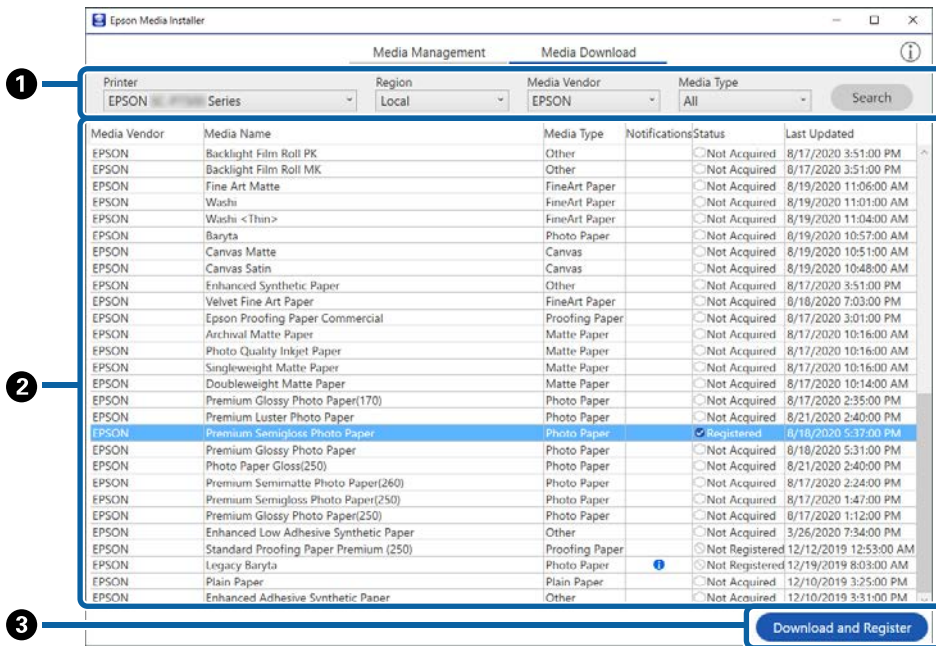 Epson Media Installer
Media Management Media Download
1
Printer Region Media Vendor Media Type
EPSON Series Local EPSON All Search
Media Vendor Media Name Media Type Notifications Status Last Updated
EPSON Backlight Film Roll PK Other Not Acquired 8/17/2020 3:51:00 PM
EPSON Backlight Film Roll MK Other Not Acquired 8/17/2020 3:51:00 PM
EPSON Fine Art Matte FineArt Paper Not Acquired 8/19/2020 11:06:00 AM
EPSON Washi FineArt Paper Not Acquired 8/19/2020 11:01:00 AM
EPSON Washi <Thin> FineArt Paper Not Acquired 8/19/2020 11:04:00 AM
EPSON Baryta Photo Paper Not Acquired 8/19/2020 10:57:00 AM
EPSON Canvas Matte Canvas Not Acquired 8/19/2020 10:51:00 AM
EPSON Canvas Satin Canvas Not Acquired 8/19/2020 10:48:00 AM
EPSON Enhanced Synthetic Paper Other Not Acquired 8/17/2020 3:51:00 PM
EPSON Velvet Fine Art Paper FineArt Paper Not Acquired 8/18/2020 7:03:00 PM
EPSON Epson Proofing Paper Commercial Proofing Paper Not Acquired 8/17/2020 3:01:00 PM
EPSON Archival Matte Paper Matte Paper Not Acquired 8/17/2020 10:16:00 AM
EPSON Photo Quality Inkjet Paper Matte Paper Not Acquired 8/17/2020 10:16:00 AM
2
EPSON Singleweight Matte Paper Matte Paper Not Acquired 8/17/2020 10:16:00 AM
EPSON Doubleweight Matte Paper Matte Paper Not Acquired 8/17/2020 10:14:00 AM
EPSON Premium Glossy Photo Paper(170) Photo Paper Not Acquired 8/17/2020 2:35:00 PM
EPSON Premium Luster Photo Paper Photo Paper Not Acquired 8/21/2020 2:40:00 PM
EPSON Premium Semigloss Photo Paper Photo Paper Registered 8/18/2020 5:37:00 PM
EPSON Premium Glossy Photo Paper Photo Paper Not Acquired 8/18/2020 5:31:00 PM
EPSON Photo Paper Gloss(250) Photo Paper Not Acquired 8/21/2020 2:40:00 PM
EPSON Premium Semimatte Photo Paper(260) Photo Paper Not Acquired 8/17/2020 2:24:00 PM
EPSON Premium Semigloss Photo Paper(250) Photo Paper Not Acquired 8/17/2020 1:47:00 PM
EPSON Premium Glossy Photo Paper(250) Photo Paper Not Acquired 8/17/2020 1:12:00 PM
EPSON Enhanced Low Adhesive Synthetic Paper Other Not Acquired 3/26/2020 7:34:00 PM
EPSON Standard Proofing Paper Premium (250) Proofing Paper Not Registered 12/12/2019 12:53:00 AM
EPSON Legacy Baryta Photo Paper Not Registered 12/19/2019 8:03:00 AM
EPSON Plain Paper Plain Paper Not Acquired 12/10/2019 3:25:00 PM
EPSON Enhanced Adhesive Synthetic Paper Other Not Acquired 12/10/2019 3:31:00 PM
3
Download and Register